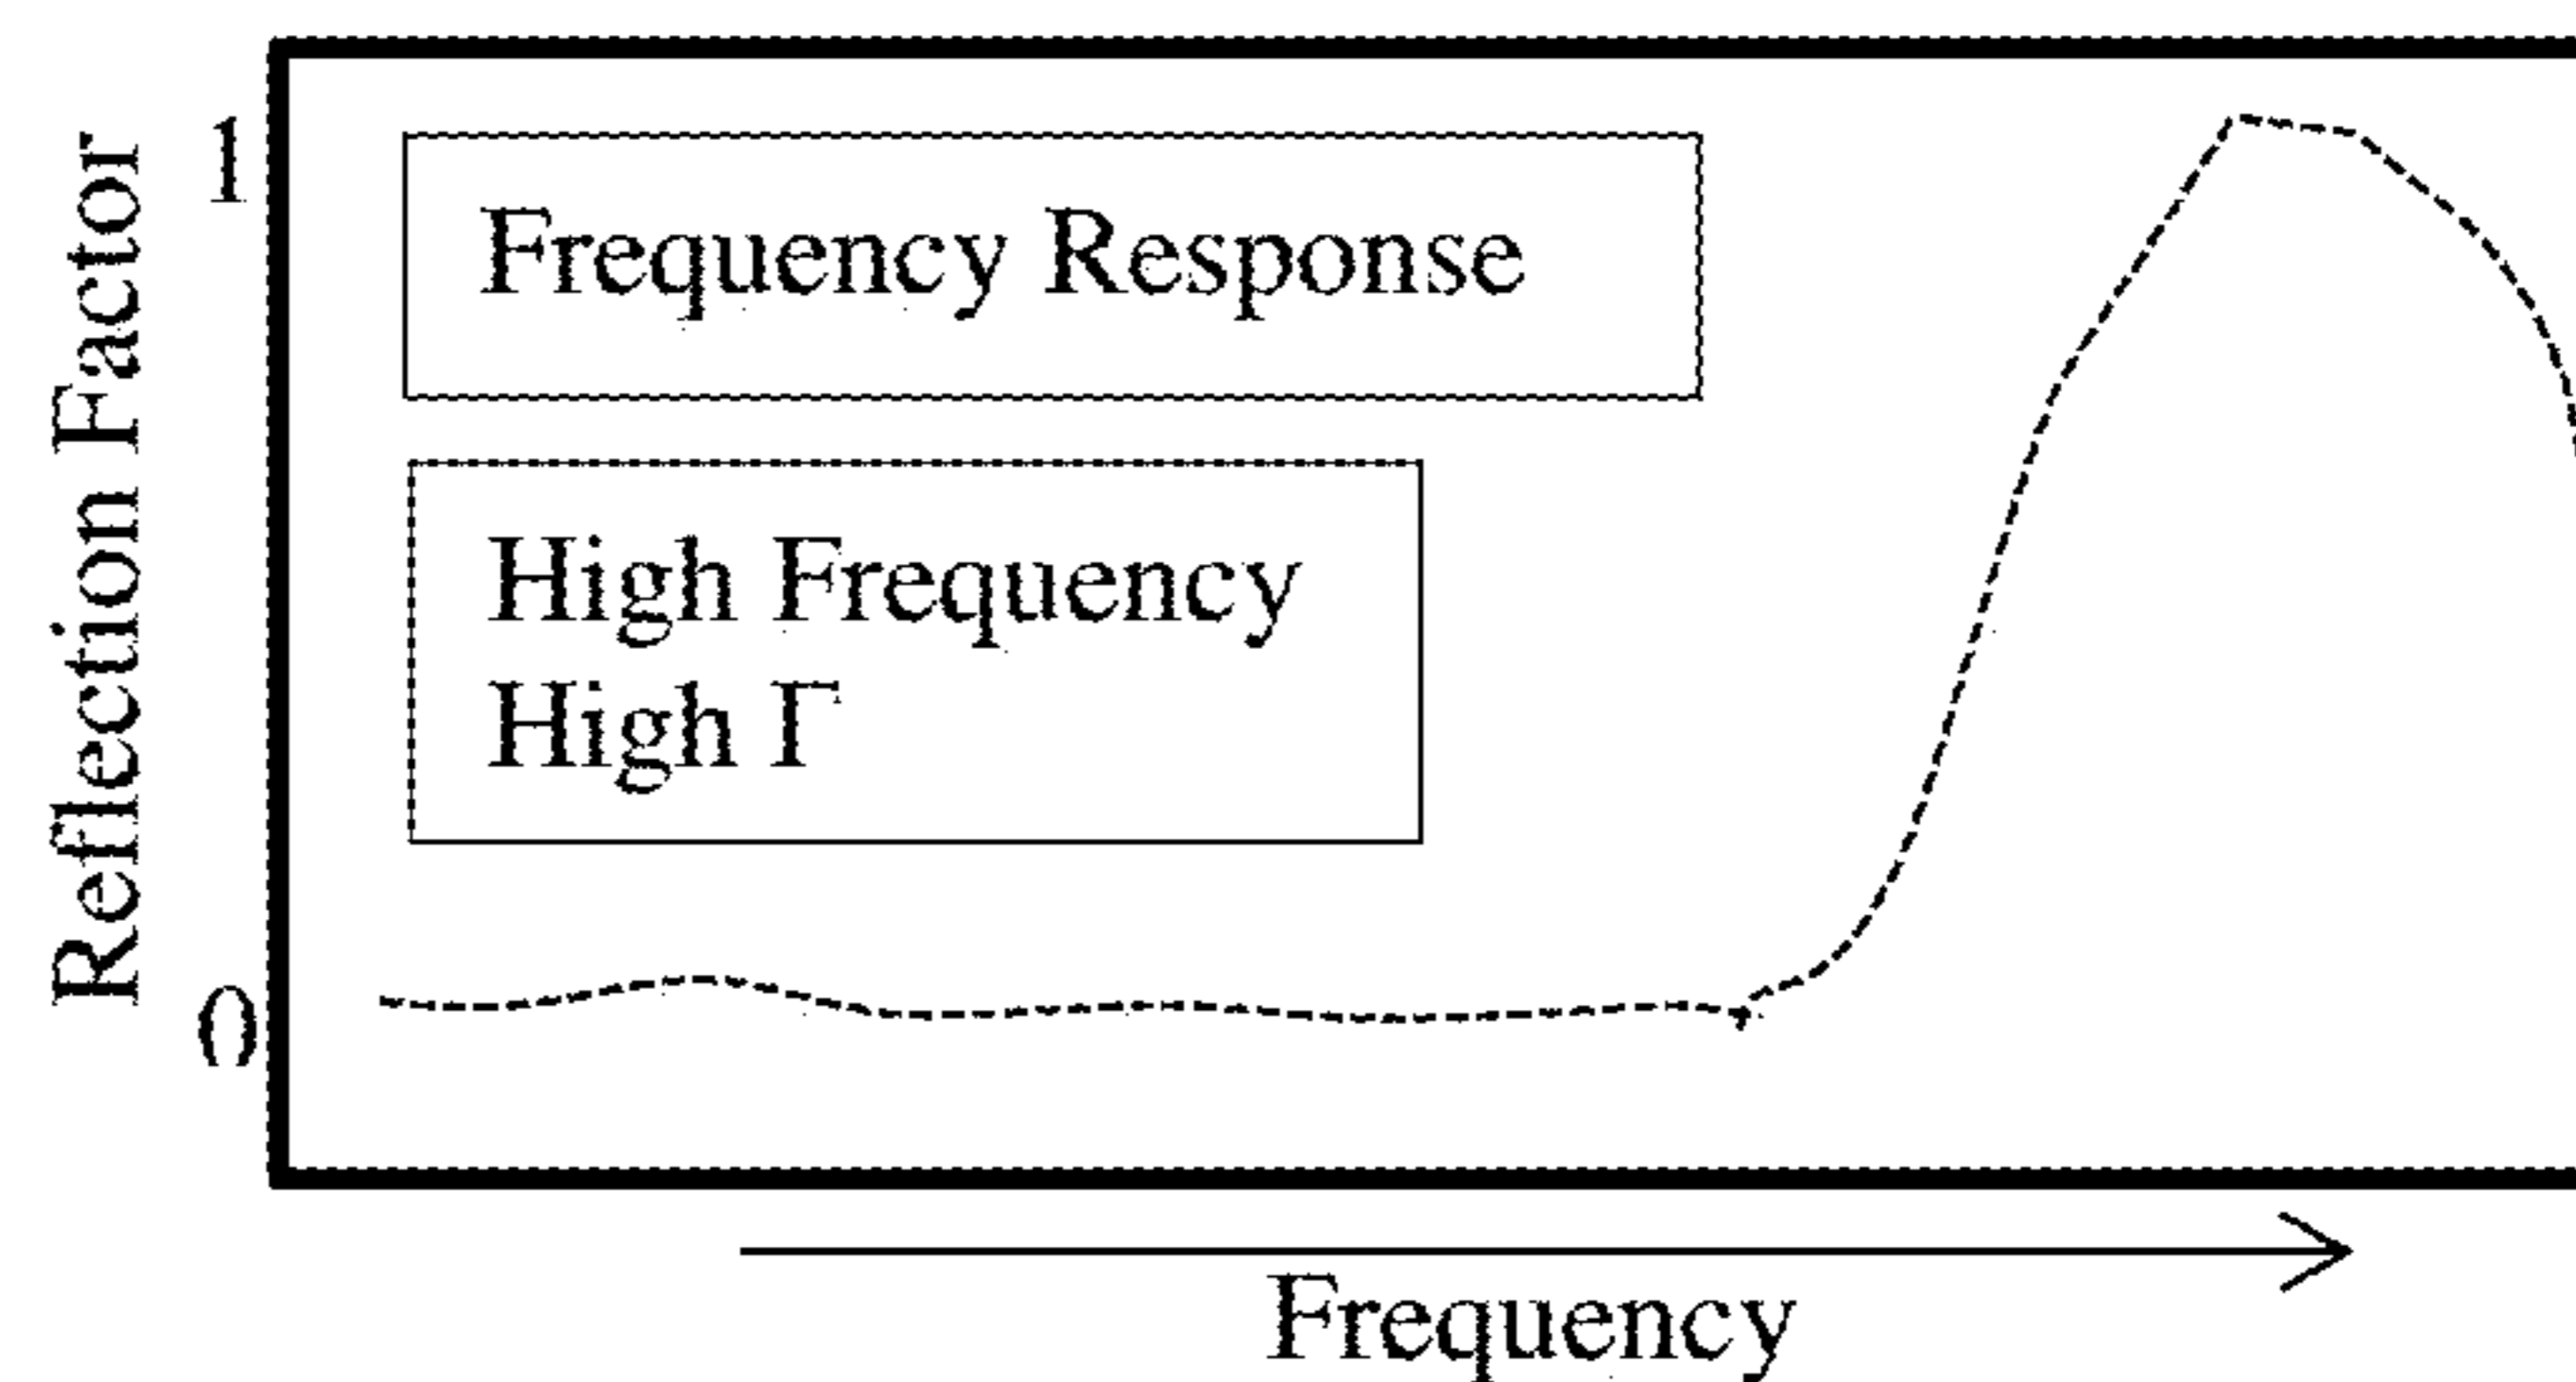 Reflection Factor
1
0
Frequency Response
High Frequency
High Γ
Frequency